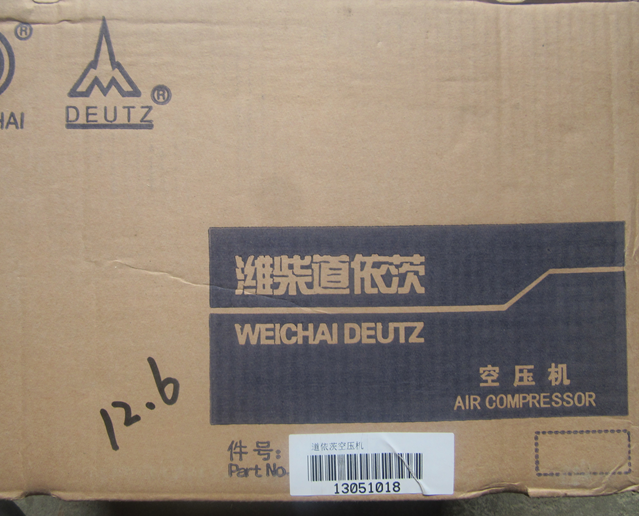 ®
HAI
DEUTZ®
潍柴道依茨
WEICHAI DEUTZ
空压机
AIR COMPRESSOR
12.6
件号:
Part No.
道依茨空压机
13051018